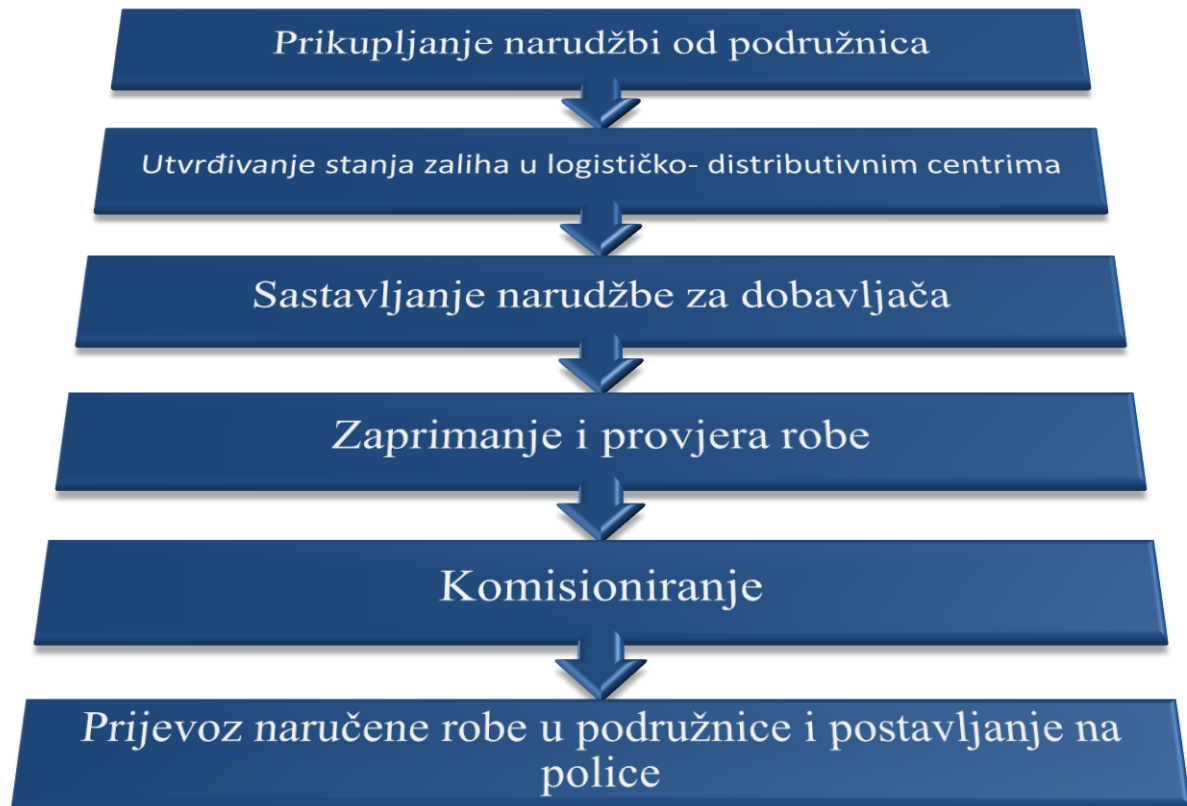 Prikupljanje narudžbi od podružnica
Utvrđivanje stanja zaliha u logističko- distributivnim centrima
Sastavljanje narudžbe za dobavljača
Zaprimanje i provjera robe
Komisioniranje
Prijevoz naručene robe u podružnice i postavljanje na
police